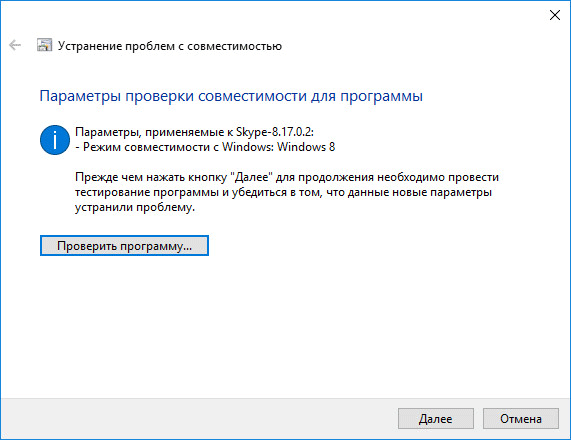 Устранение проблем с совместимостью
Параметры проверки совместимости для программы
Параметры, применяемые к Skype-8.17.0.2:
- Режим совместимости с Windows: Windows 8
Прежде чем нажать кнопку "Далее" для продолжения необходимо провести
тестирование программы и убедиться в том, что данные новые параметры
устранили проблему.
Проверить программу...
Далее
Отмена